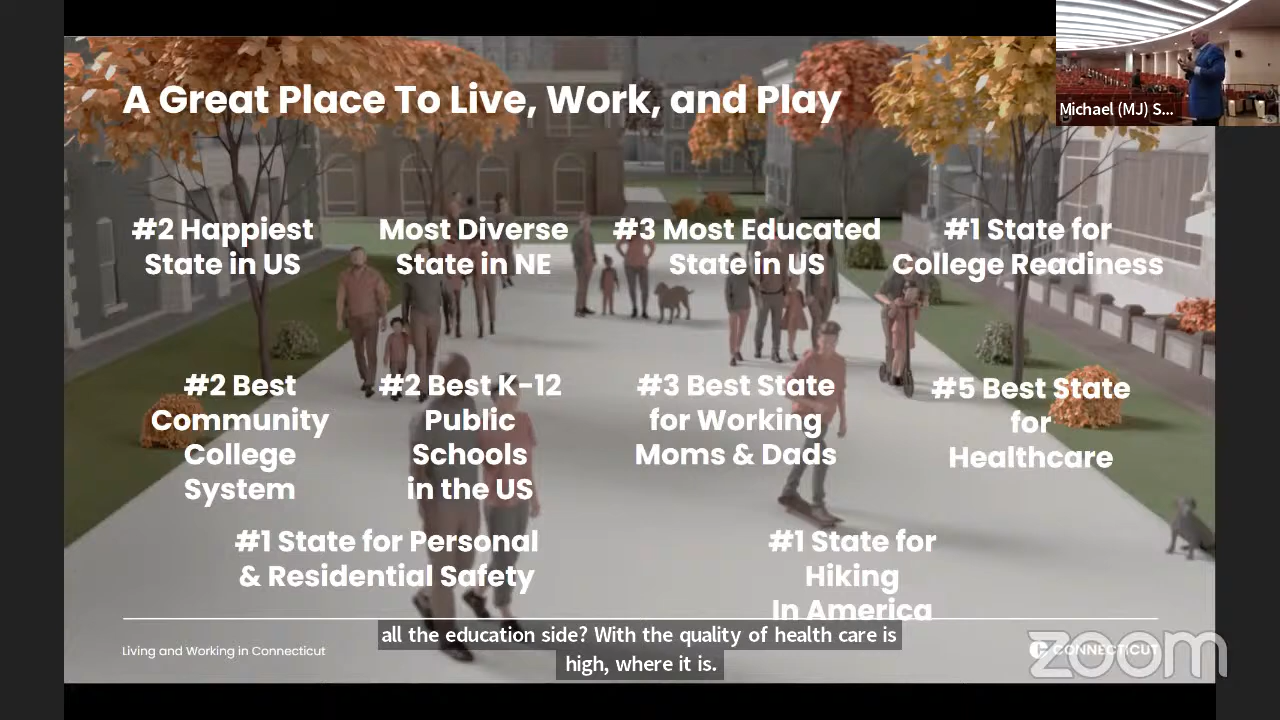 A Great Place To Live, Work, and Play
Michael (MJ) S...
#2 Happiest
State in US
Most Diverse
State in NE
#3 Most Educated
State in US
#1 State for
College Readiness
#2 Best
Community
College
System
#2 Best K-12
Public
Schools
in the US
#3 Best State
for Working
Moms & Dads
#5 Best State
for
Healthcare
#1 State for Personal
& Residential Safety
#1 State for
Hiking
In America
all the education side? With the quality of health care is
high, where it is.
Living and Working in Connecticut
CONNECTICUT
zoom